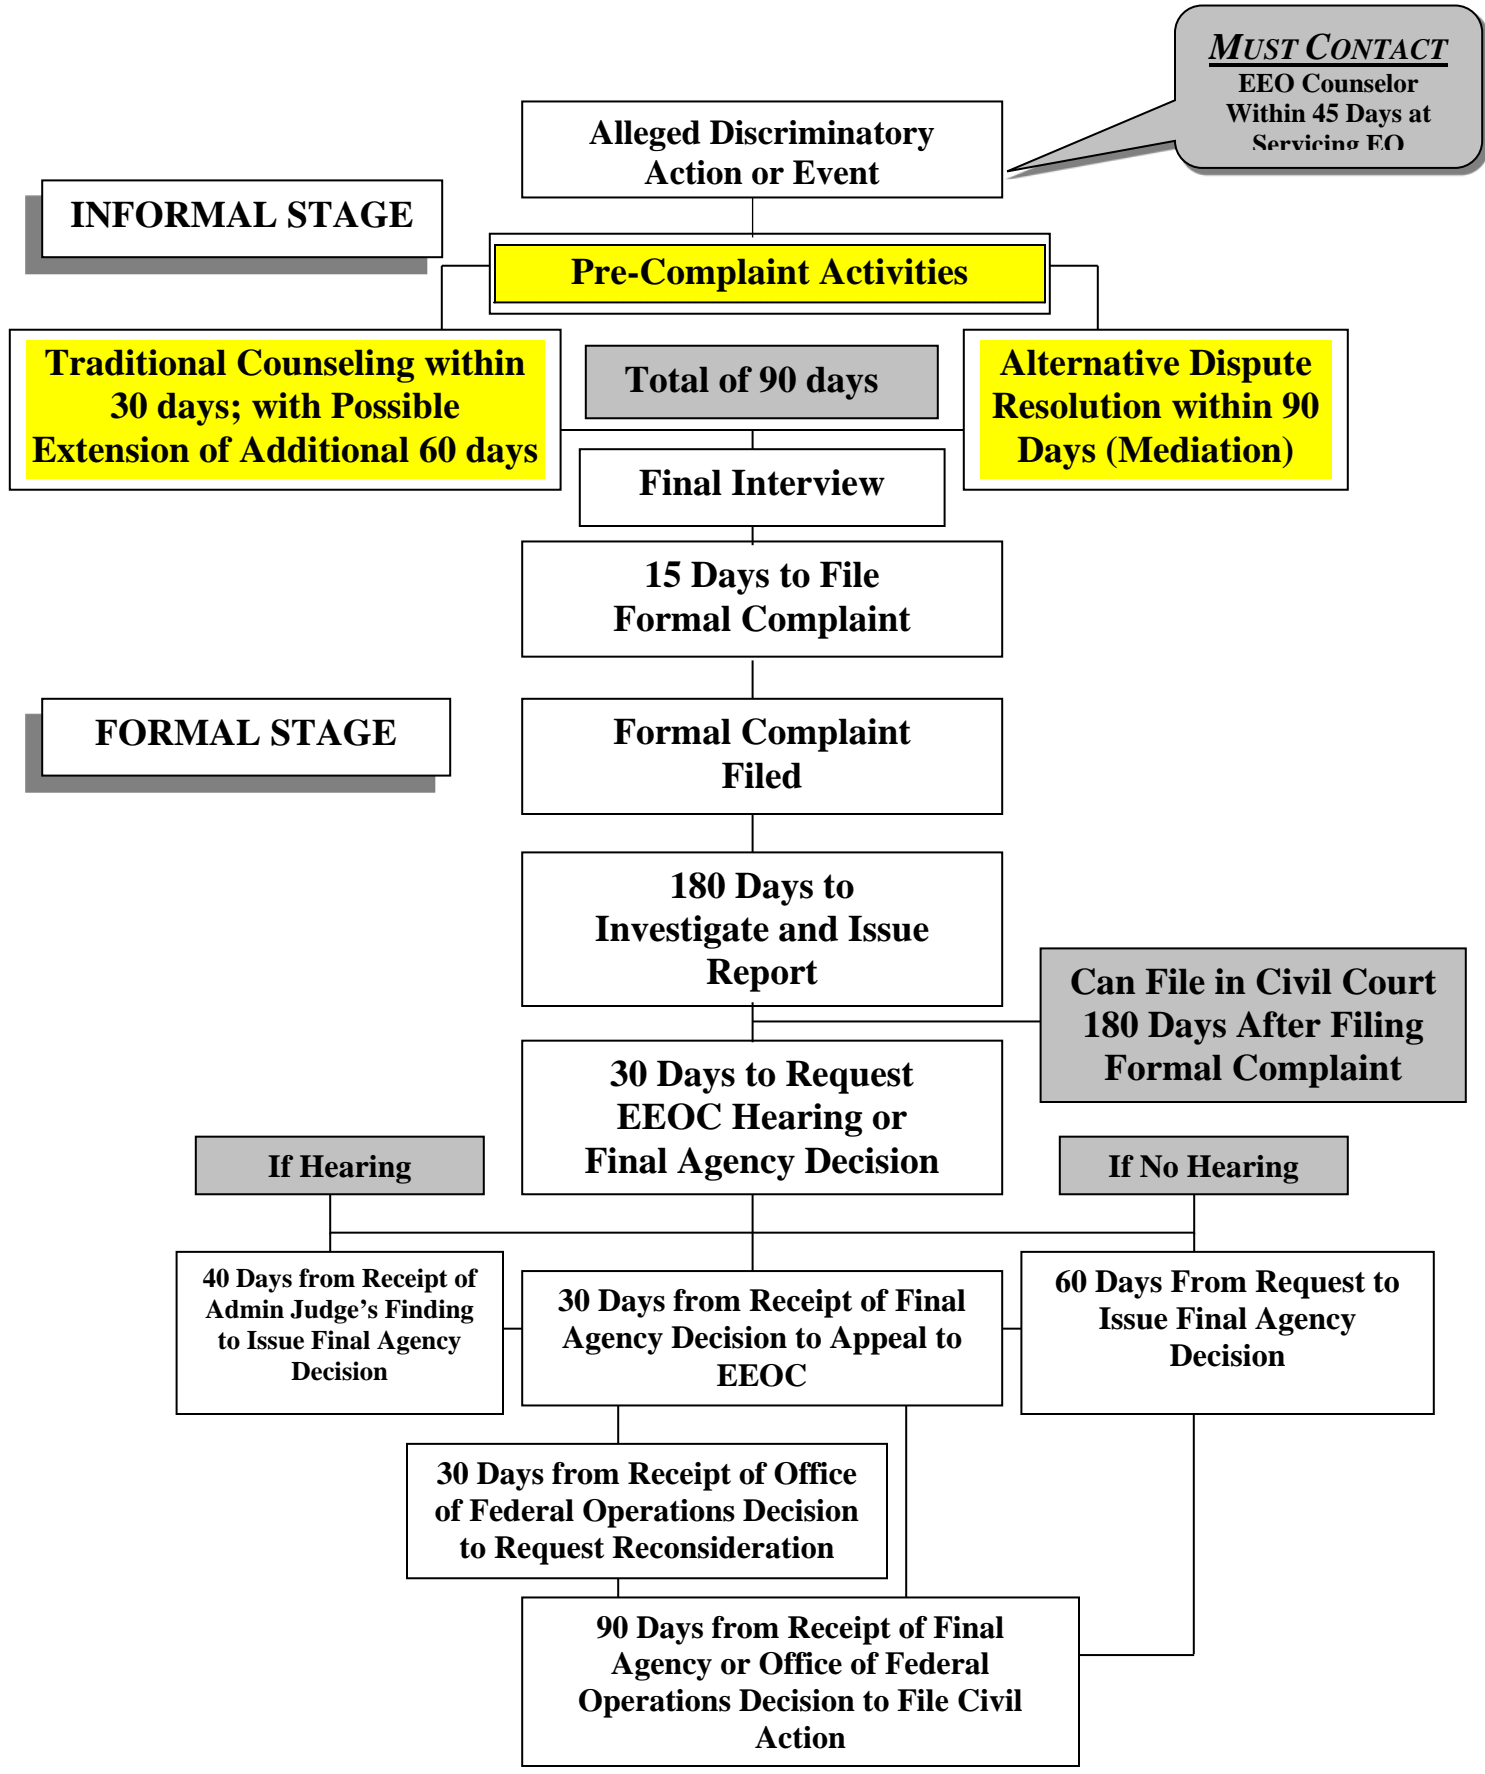 MUST CONTACT
EEO Counselor
Within 45 Days at
Servicing EO
Alleged Discriminatory
Action or Event
INFORMAL STAGE
Pre-Complaint Activities
Traditional Counseling within
30 days; with Possible
Extension of Additional 60 days
Total of 90 days
Alternative Dispute
Resolution within 90
Days (Mediation)
Final Interview
15 Days to File
Formal Complaint
FORMAL STAGE
Formal Complaint
Filed
180 Days to
Investigate and Issue
Report
Can File in Civil Court
180 Days After Filing
Formal Complaint
30 Days to Request
EEOC Hearing or
Final Agency Decision
If Hearing
If No Hearing
40 Days from Receipt of
Admin Judge’s Finding
to Issue Final Agency
Decision
30 Days from Receipt of Final
Agency Decision to Appeal to
EEOC
60 Days From Request to
Issue Final Agency
Decision
30 Days from Receipt of Office
of Federal Operations Decision
to Request Reconsideration
90 Days from Receipt of Final
Agency or Office of Federal
Operations Decision to File Civil
Action